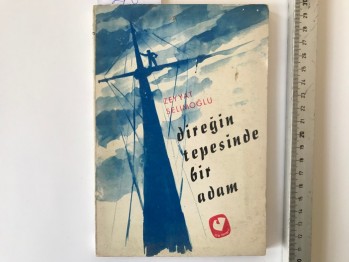 ZEYYAT
SELİMOĞLU
direğin
tepesinde
bir
adam